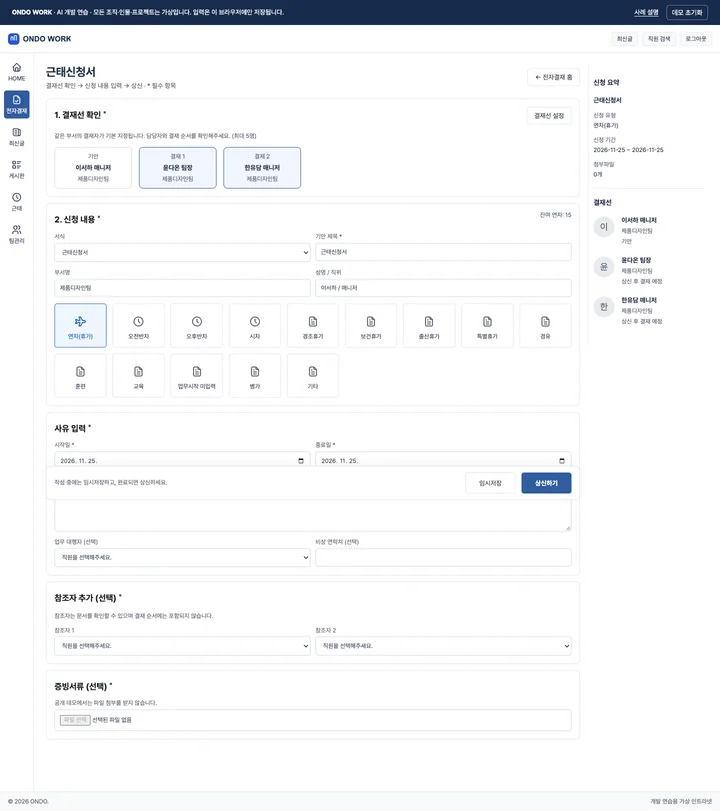 ONDO WORK · AI 개발 연습 · 모든 조직·인물·프로젝트는 가상입니다. 입력은 이 브라우저에만 저장됩니다.
사례 설명
데모 초기화
ONDO WORK
최신글
직원 검색
로그아웃
HOME
전자결재
최신글
게시판
근태
팀관리
근태신청서
결재선 확인 → 신청 내용 입력 → 상신 · * 필수 항목
← 전자결재 홈
1. 결재선 확인 *
결재선 설정
같은 부서의 결재자가 기본 지정됩니다. 담당자와 결재 순서를 확인해주세요. (최대 5명)
기안
이서하 매니저
제품디자인팀
결재 1
윤다온 팀장
제품디자인팀
결재 2
한유담 매니저
제품디자인팀
2. 신청 내용 *
잔여 연차: 15
서식
근태신청서
기안 제목 *
근태신청서
부서명
제품디자인팀
성명 / 직위
이서하 / 매니저
연차(휴가)
오전반차
오후반차
시차
경조휴가
보건휴가
출산휴가
특별휴가
경유
훈련
교육
업무시작 미입력
병가
기타
사유 입력 *
시작일 *
2026. 11. 25.
종료일 *
2026. 11. 25.
작성 중에는 임시저장하고, 완료되면 상신하세요.
임시저장
상신하기
업무 대행자 (선택)
직원을 선택해주세요.
비상 연락처 (선택)
참조자 추가 (선택) *
참조자는 문서를 확인할 수 있으며 결재 순서에는 포함되지 않습니다.
참조자 1
직원을 선택해주세요.
참조자 2
직원을 선택해주세요.
증빙서류 (선택) *
공개 데모에서는 파일 첨부를 받지 않습니다.
파일 선택 선택된 파일 없음
신청 요약
근태신청서
신청 유형
연차(휴가)
신청 기간
2026-11-25 ~ 2026-11-25
첨부파일
0개
결재선
이
이서하 매니저
제품디자인팀
기안
윤
윤다온 팀장
제품디자인팀
상신 후 결재 예정
한
한유담 매니저
제품디자인팀
상신 후 결재 예정
© 2026 ONDO.
개발 연습용 가상 인트라넷